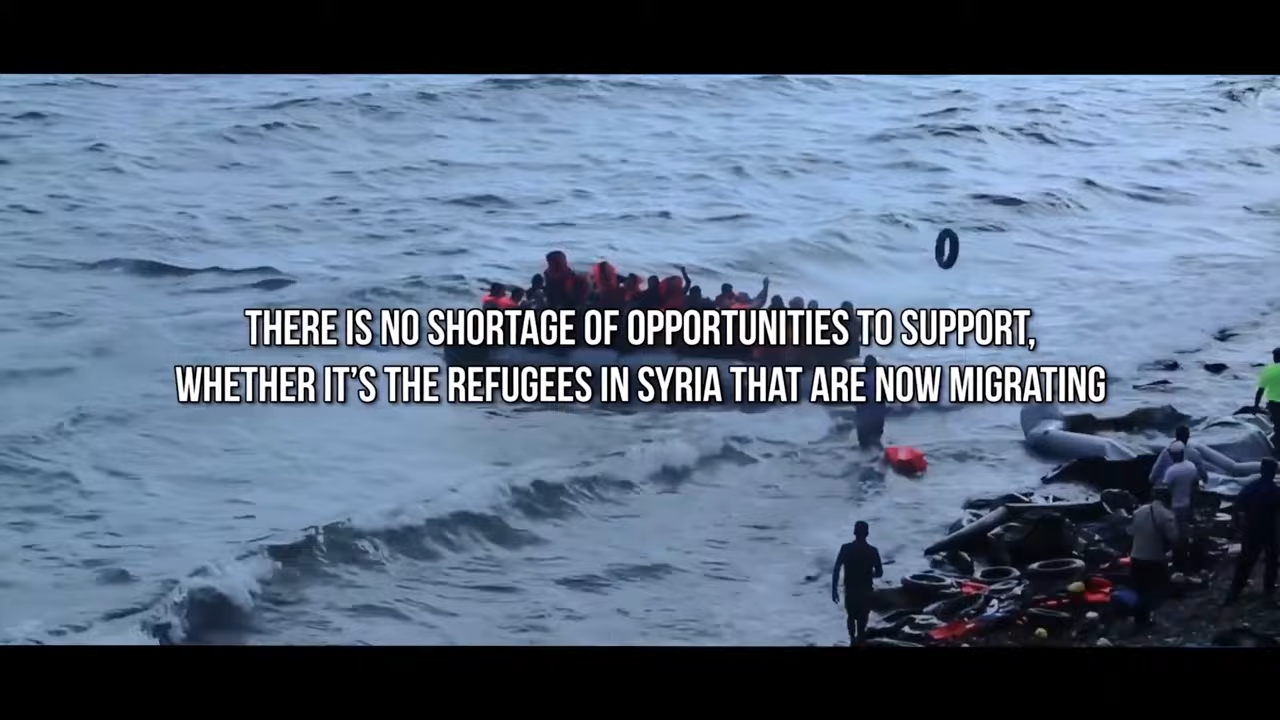 THERE IS NO SHORTAGE OF OPPORTUNITIES TO SUPPORT,
WHETHER IT'S THE REFUGEES IN SYRIA THAT ARE NOW MIGRATING